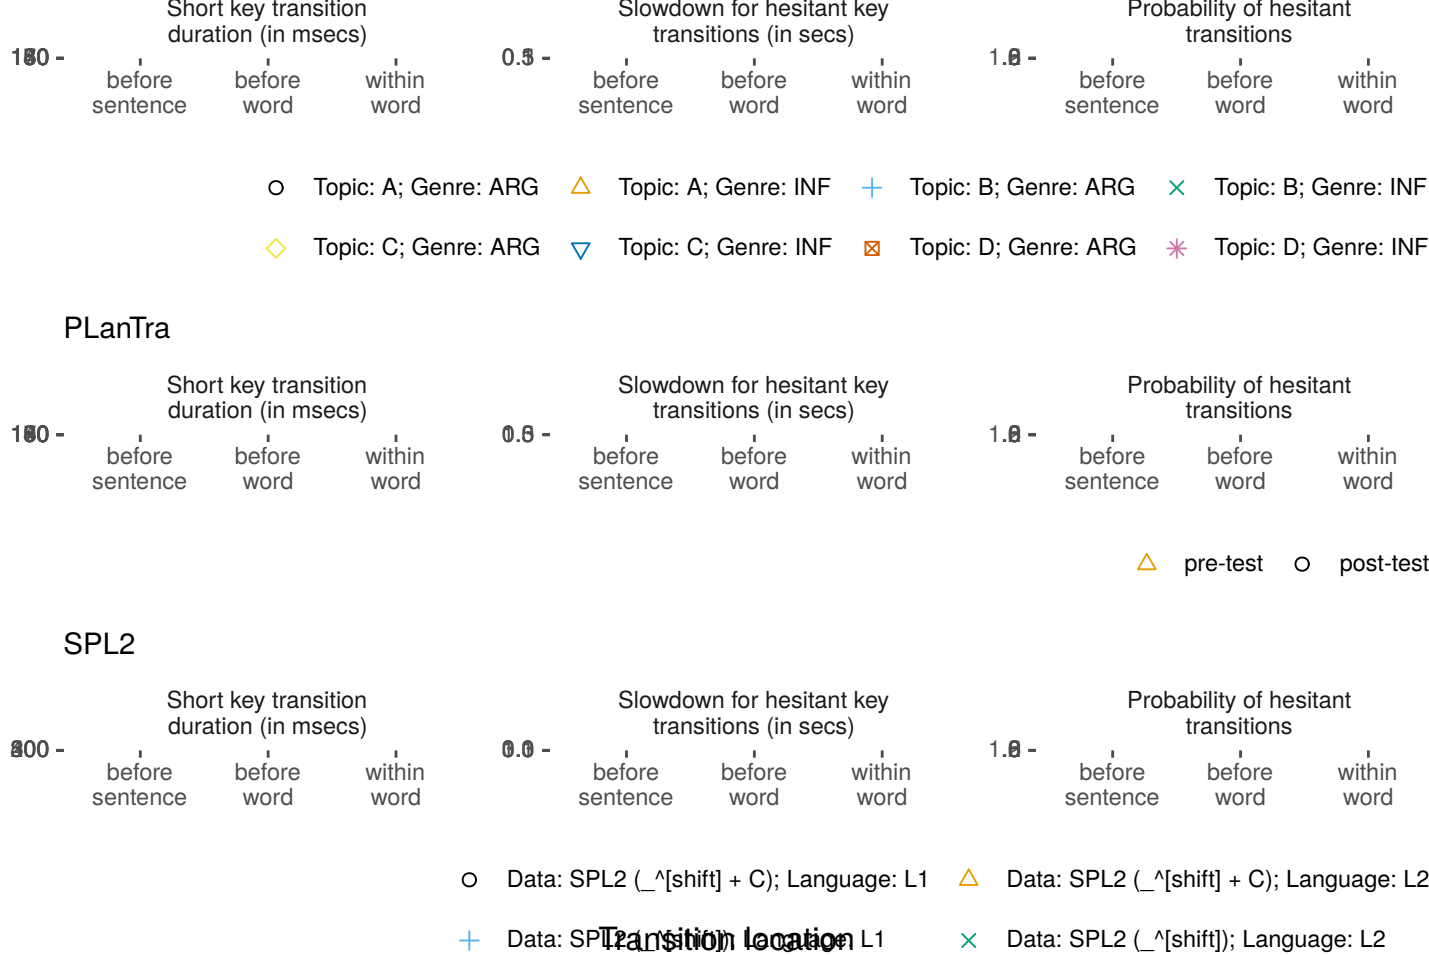 Short key transition Slowdown for hesitant key Probability of hesitant
duration (in msecs) transitions (in secs) transitions
before before within before before within before before within
sentence word word sentence word word sentence word word
Topic: A; Genre: ARG Topic: A; Genre: INF Topic: B; Genre: ARG Topic: B; Genre: INF
Topic: C; Genre: ARG Topic: C; Genre: INF Topic: D; Genre: ARG Topic: D; Genre: INF
PLanTra
Short key transition Slowdown for hesitant key Probability of hesitant
duration (in msecs) transitions (in secs) transitions
before before within before before within before before within
sentence word word sentence word word sentence word word
pre-test post-test
SPL2
Short key transition Slowdown for hesitant key Probability of hesitant
duration (in msecs) transitions (in secs) transitions
before before within before before within before before within
sentence word word sentence word word sentence word word
Data: SPL2 (_^[shift] + C); Language: L1 Data: SPL2 (_^[shift] + C); Language: L2
Data: SPL2 (_^[shift]); Language: L1 Data: SPL2 (_^[shift]); Language: L2
Transition location